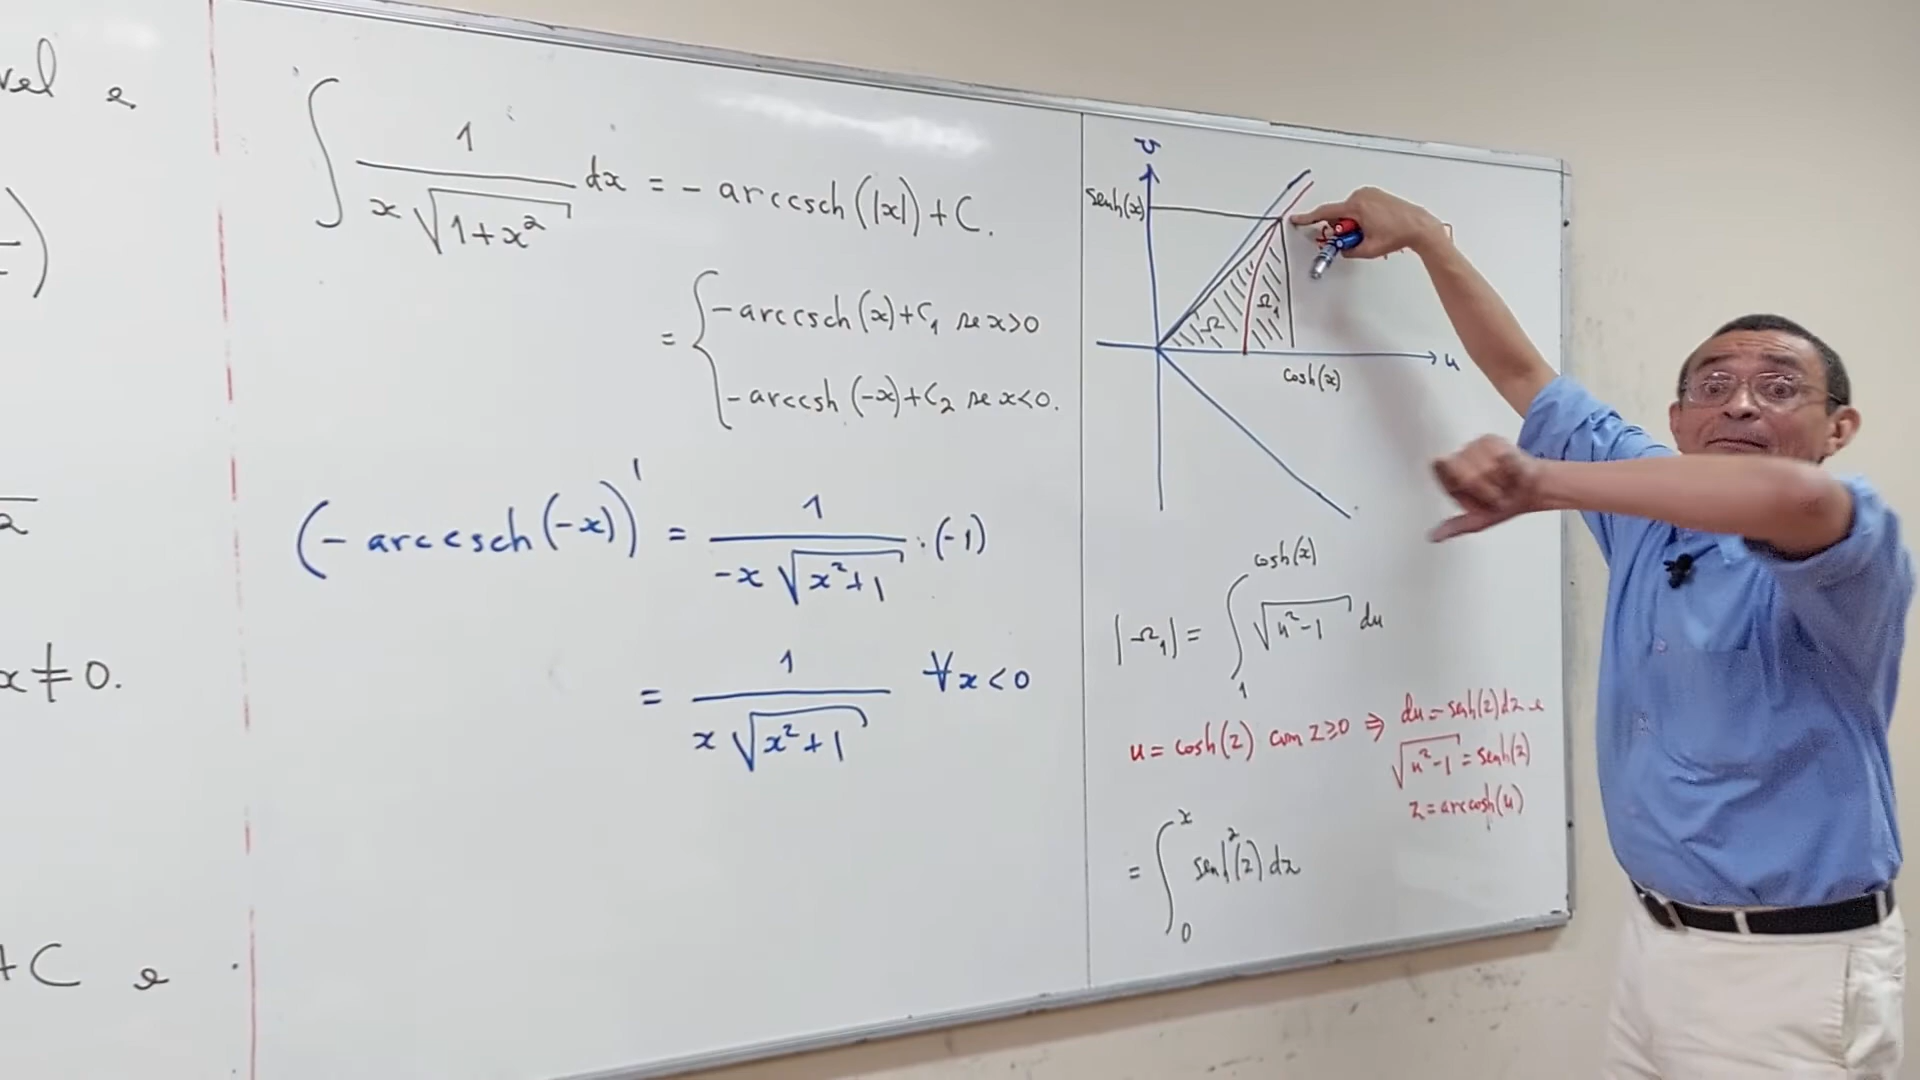 vel e
∫ 1/(x√(1+x²)) dx = - arccsch(|x|) + C.
= { -arccsch(x)+C₁ se x>0
-arccsh(-x)+C₂ se x<0.
(- arccsch(-x))' = 1/(-x√(x²+1)) · (-1)
= 1/(x√(x²+1)) ∀x<0
x≠0.
+C e
v
senh(x)
Ω Ω₁
u
cosh(x)
|Ω₁| = ∫₁^cosh(x) √(u²-1) du
u = cosh(z) com z≥0 ⇒ du = senh(z)dz e
√(u²-1) = senh(z)
z = arccosh(u)
= ∫₀^x senh²(z) dz